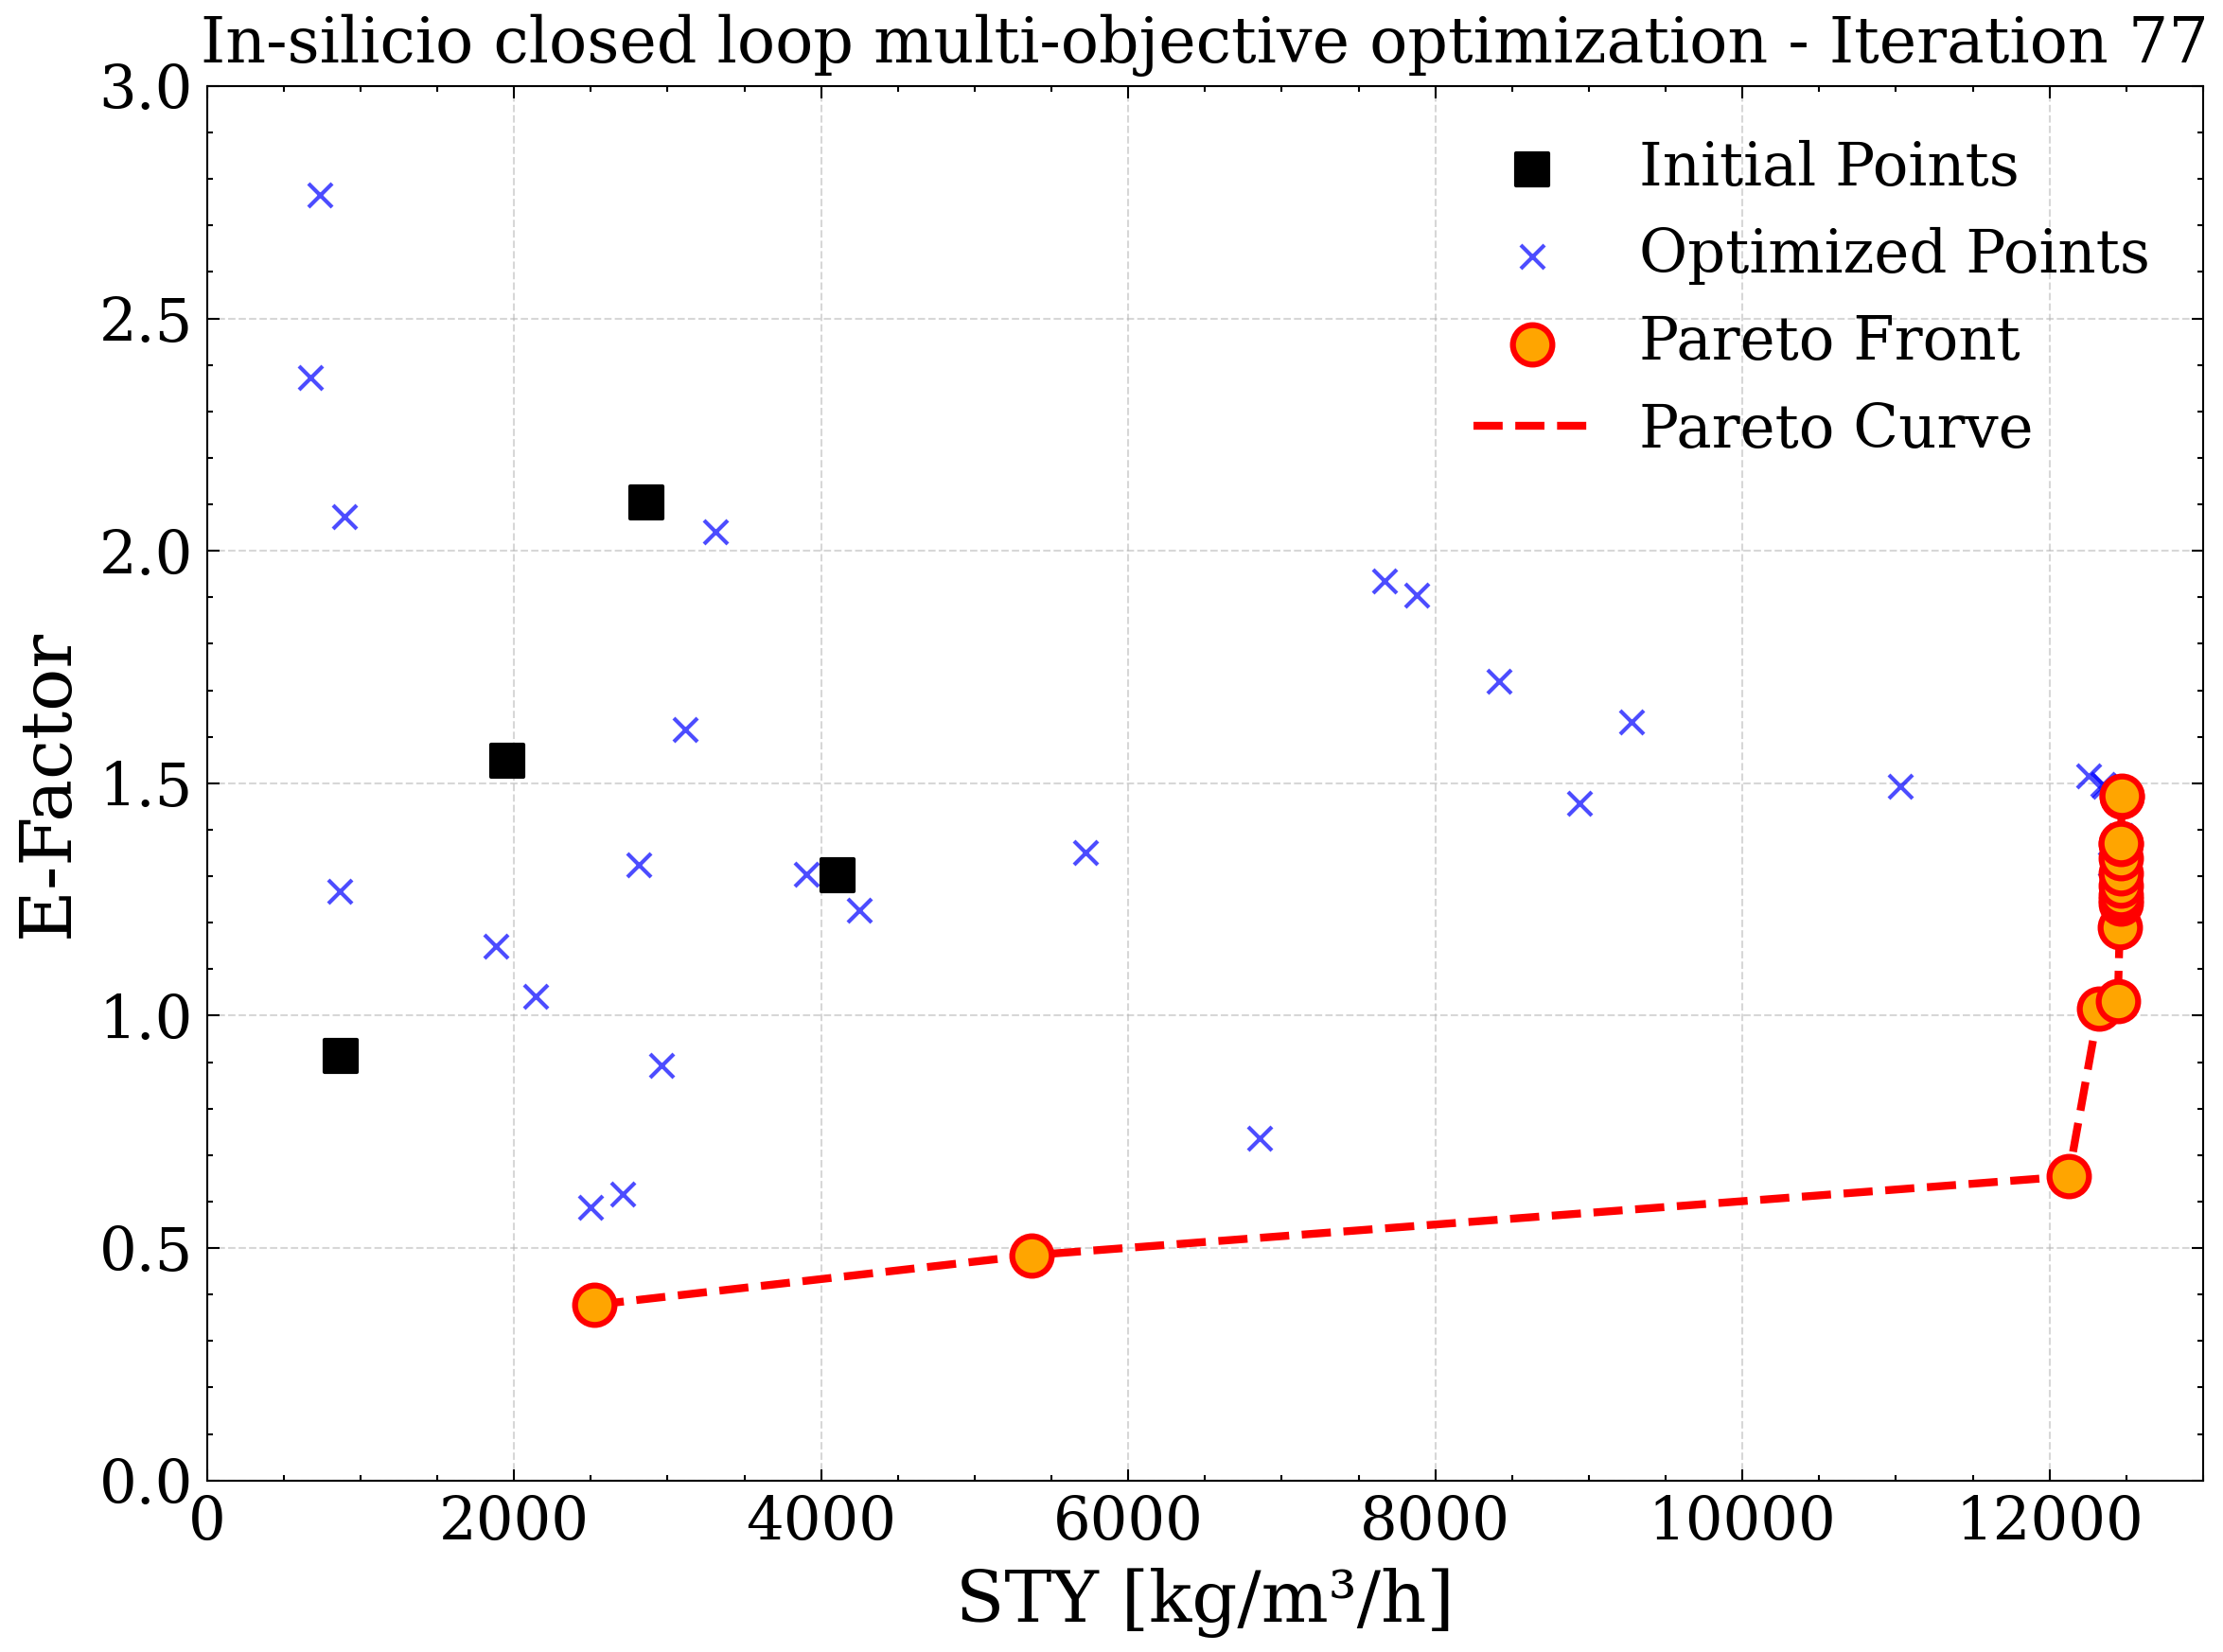 In-silicio closed loop multi-objective optimization - Iteration 77
3.0
2.5
2.0
1.5
1.0
0.5
0.0
E-Factor
Initial Points
Optimized Points
Pareto Front
Pareto Curve
0 2000 4000 6000 8000 10000 12000
STY [kg/m³/h]